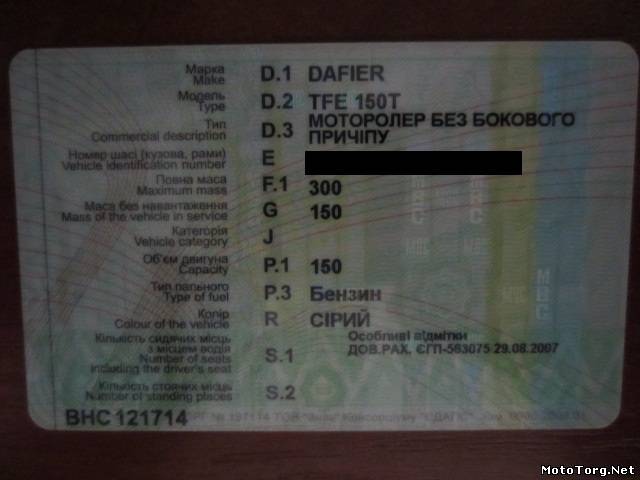 Марка D.1 DAFIER
Make
Модель D.2 TFE 150T
Type
Тип D.3 МОТОРОЛЕР БЕЗ БОКОВОГО
Commercial description ПРИЧІПУ
Номер шасі (кузова, рами) E
Vehicle identification number
Повна маса F.1 300
Maximum mass
Маса без навантаження G 150
Mass of the vehicle in service
Категорія J
Vehicle category
Об'єм двигуна P.1 150
Capacity
Тип пального P.3 Бензин
Type of fuel
Колір R СІРИЙ
Colour of the vehicle
Кількість сидячих місць S.1
з місцем водія
Number of seats
including the driver's seat
Особливі відмітки
ДОВ.РАХ. ЄГП-563075 29.08.2007
Кількість стоячих місць S.2
Number of standing places
ВНС 121714
MotoTorg.Net